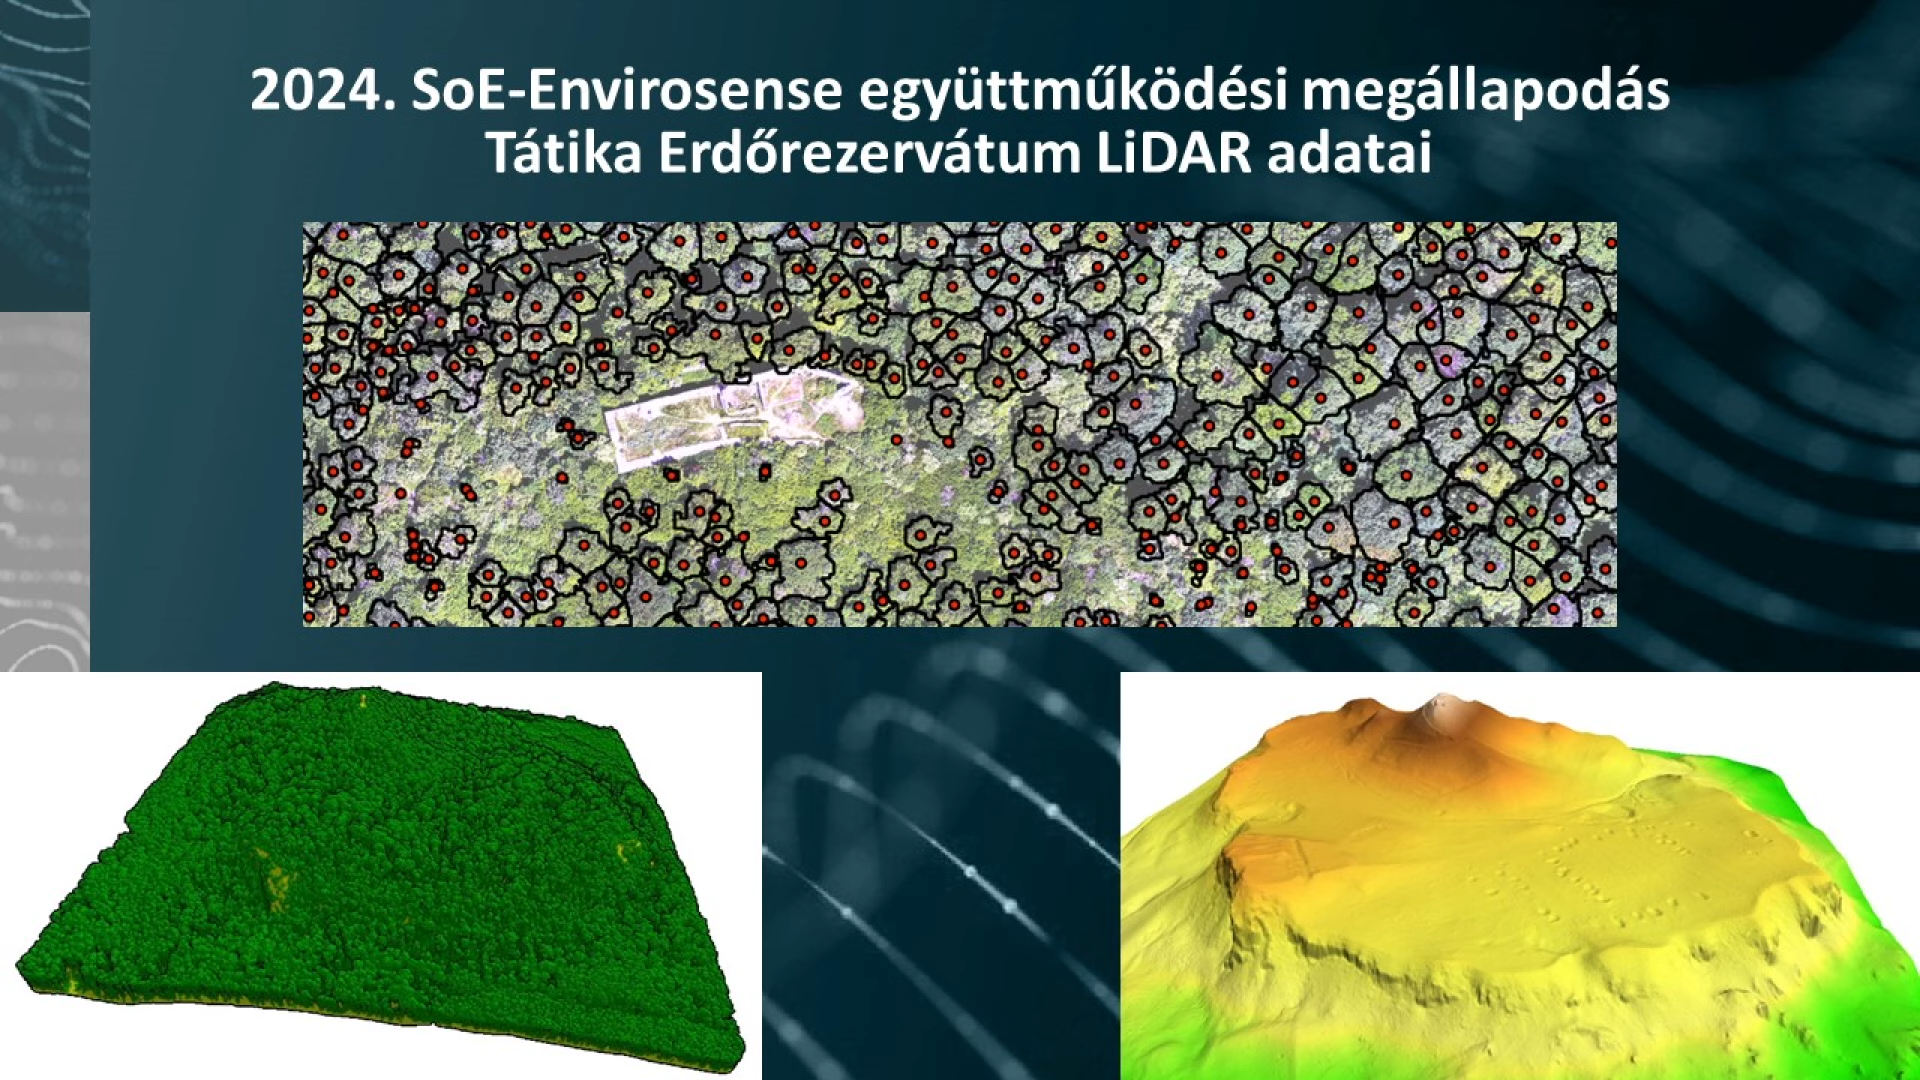 2024. SoE-Envirosense együttműködési megállapodás
Tátika Erdőrezervátum LiDAR adatai